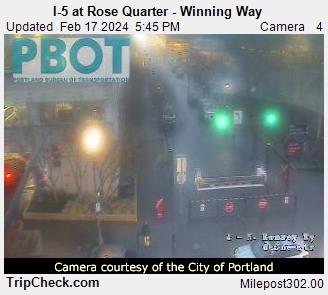 I-5 at Rose Quarter - Winning Way
Updated Feb 17 2024 5:45 PM Camera 4
PBOT
PORTLAND BUREAU OF TRANSPORTATION
Camera courtesy of the City of Portland
TripCheck.com Milepost302.00